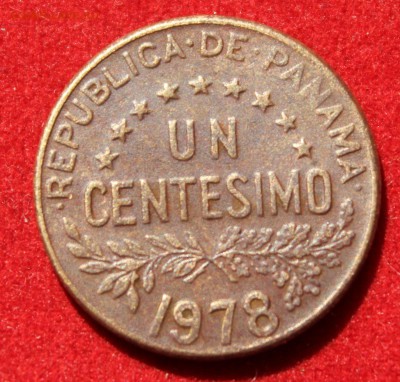 ·REPUBLICA·DE·PANAMA·
UN
CENTESIMO
1978